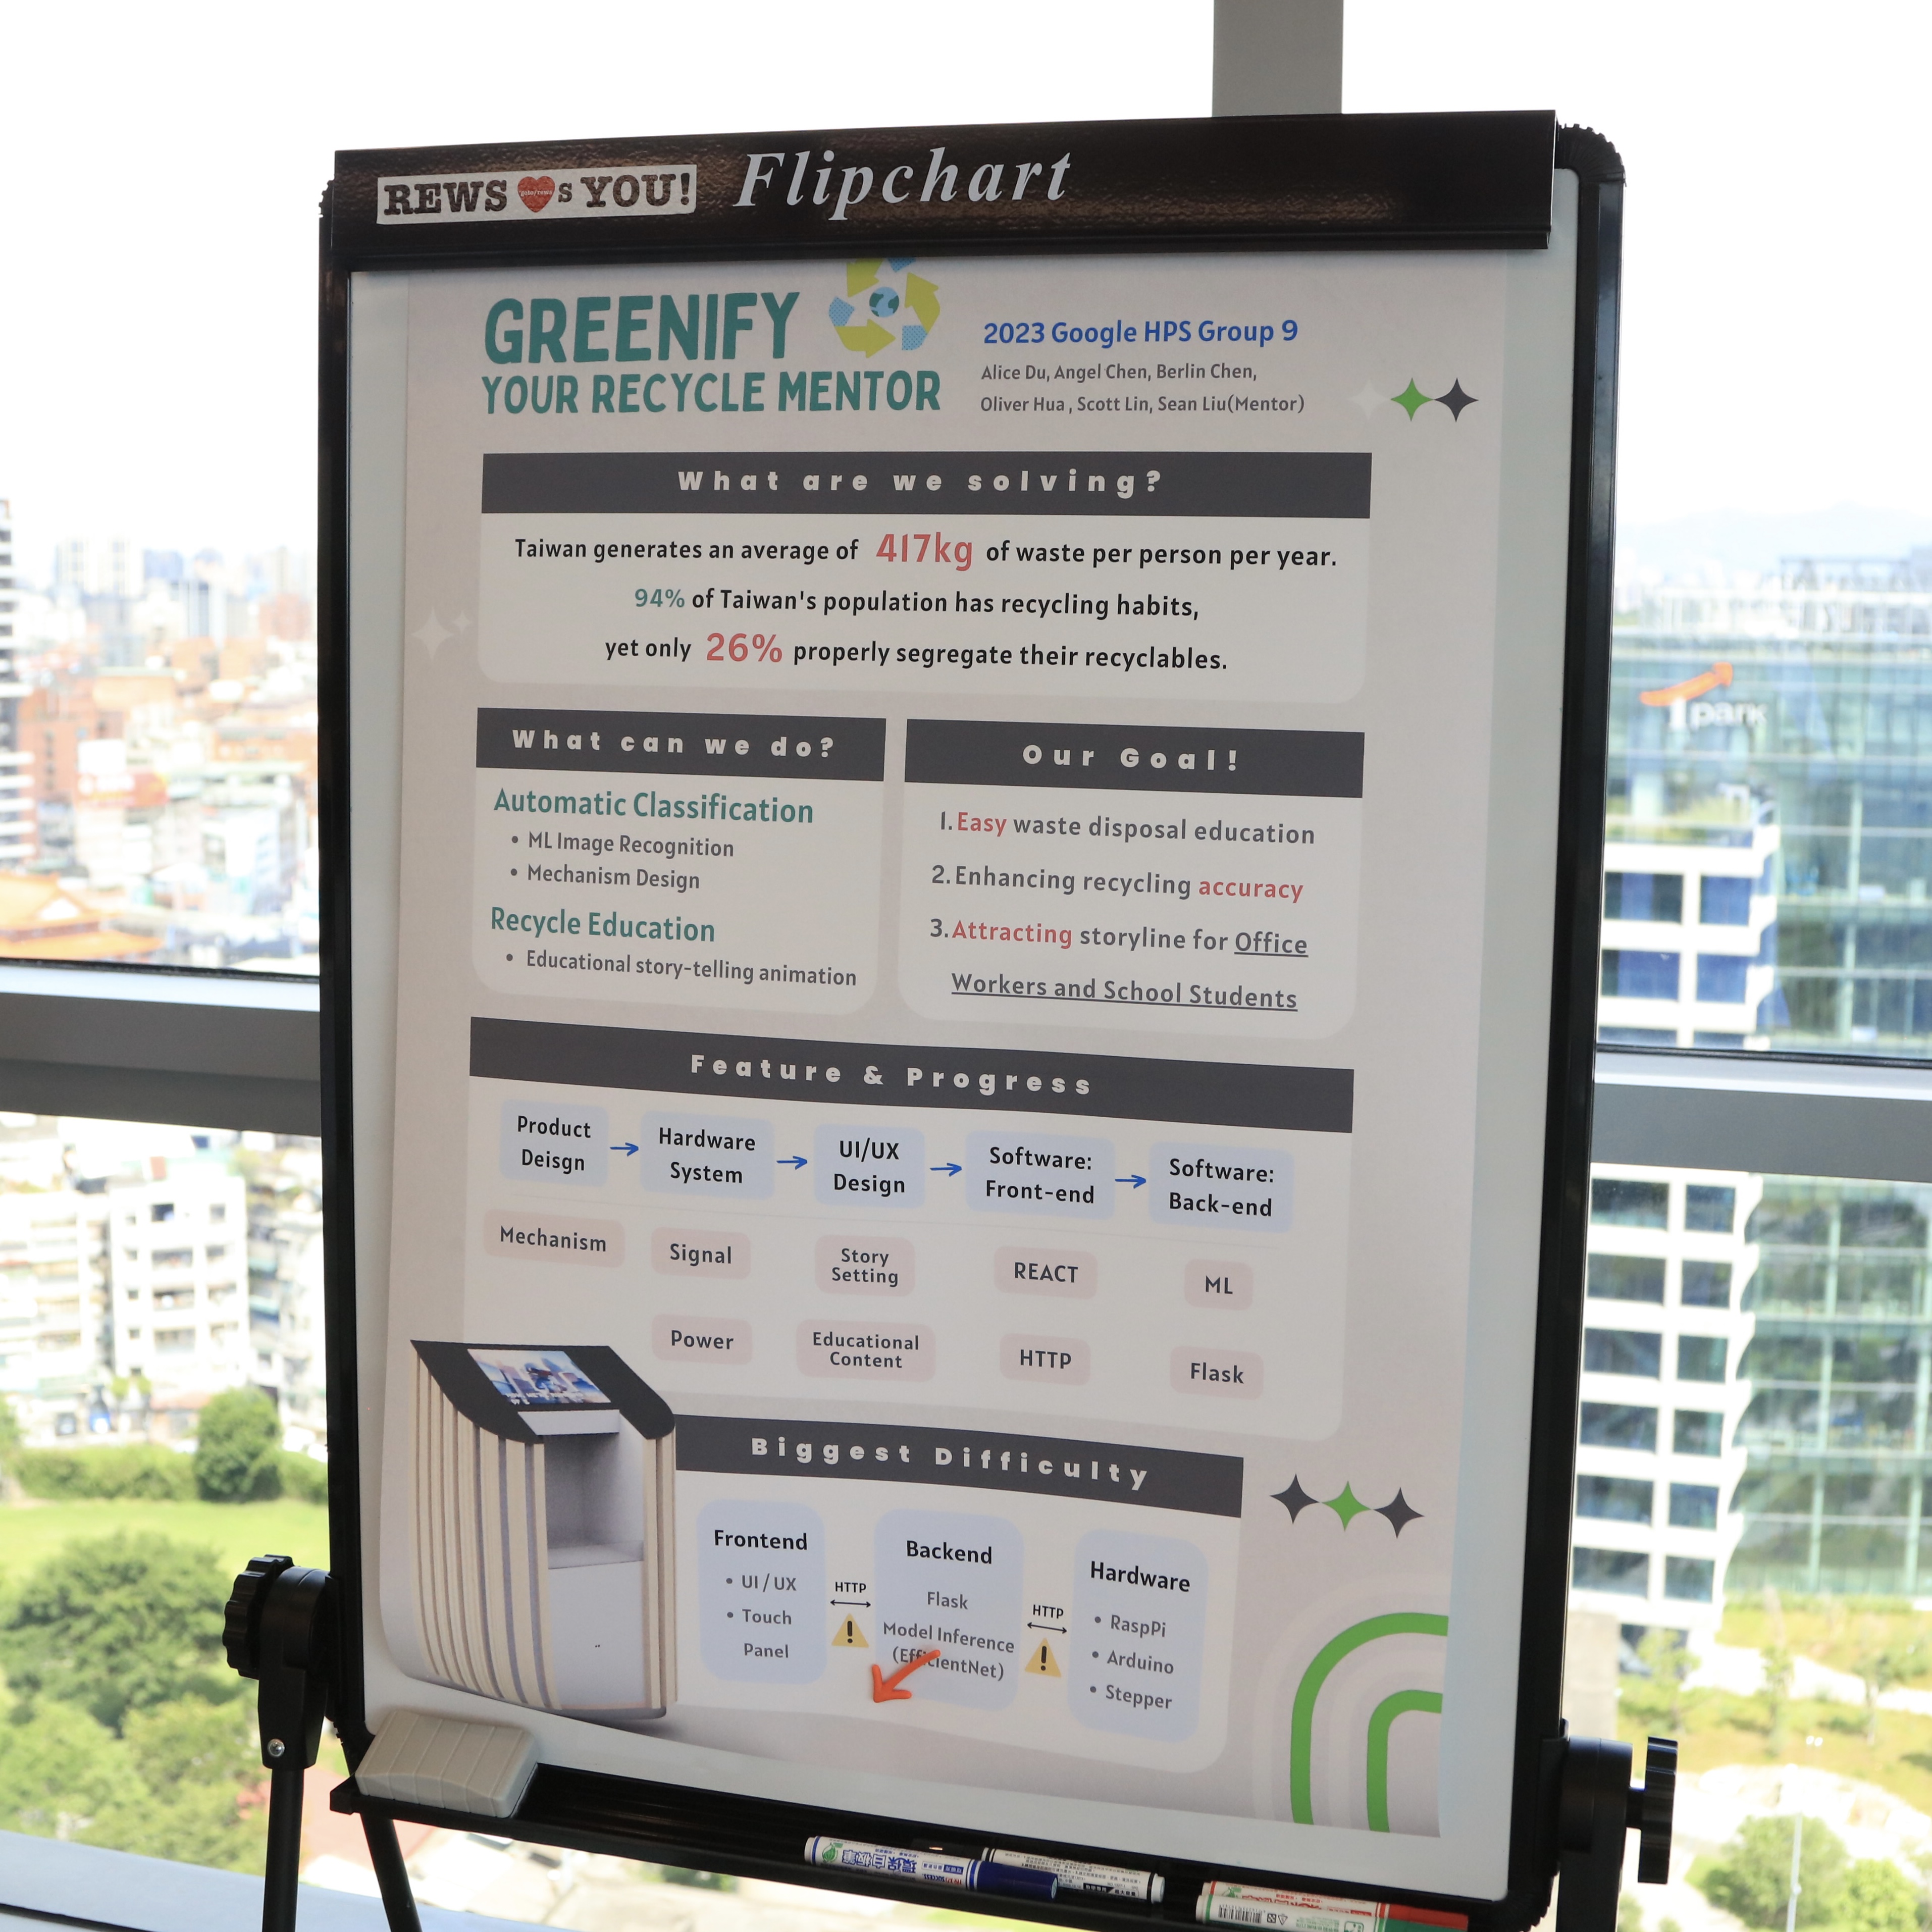 REWS ♥s YOU! Flipchart
GREENIFY
YOUR RECYCLE MENTOR
2023 Google HPS Group 9
Alice Du, Angel Chen, Berlin Chen,
Oliver Hua , Scott Lin, Sean Liu(Mentor)
What are we solving?
Taiwan generates an average of 417kg of waste per person per year.
94% of Taiwan's population has recycling habits,
yet only 26% properly segregate their recyclables.
What can we do?
Automatic Classification
• ML Image Recognition
• Mechanism Design
Recycle Education
• Educational story-telling animation
Our Goal!
1. Easy waste disposal education
2. Enhancing recycling accuracy
3. Attracting storyline for Office
Workers and School Students
Feature & Progress
Product
Deisgn
Hardware
System
UI/UX
Design
Software:
Front-end
Software:
Back-end
Mechanism
Signal
Story
Setting
REACT
ML
Power
Educational
Content
HTTP
Flask
Biggest Difficulty
Frontend
• UI / UX
• Touch
Panel
HTTP
Backend
Flask
Model Inference
(EfficientNet)
HTTP
Hardware
• RaspPi
• Arduino
• Stepper
park
環保白板筆